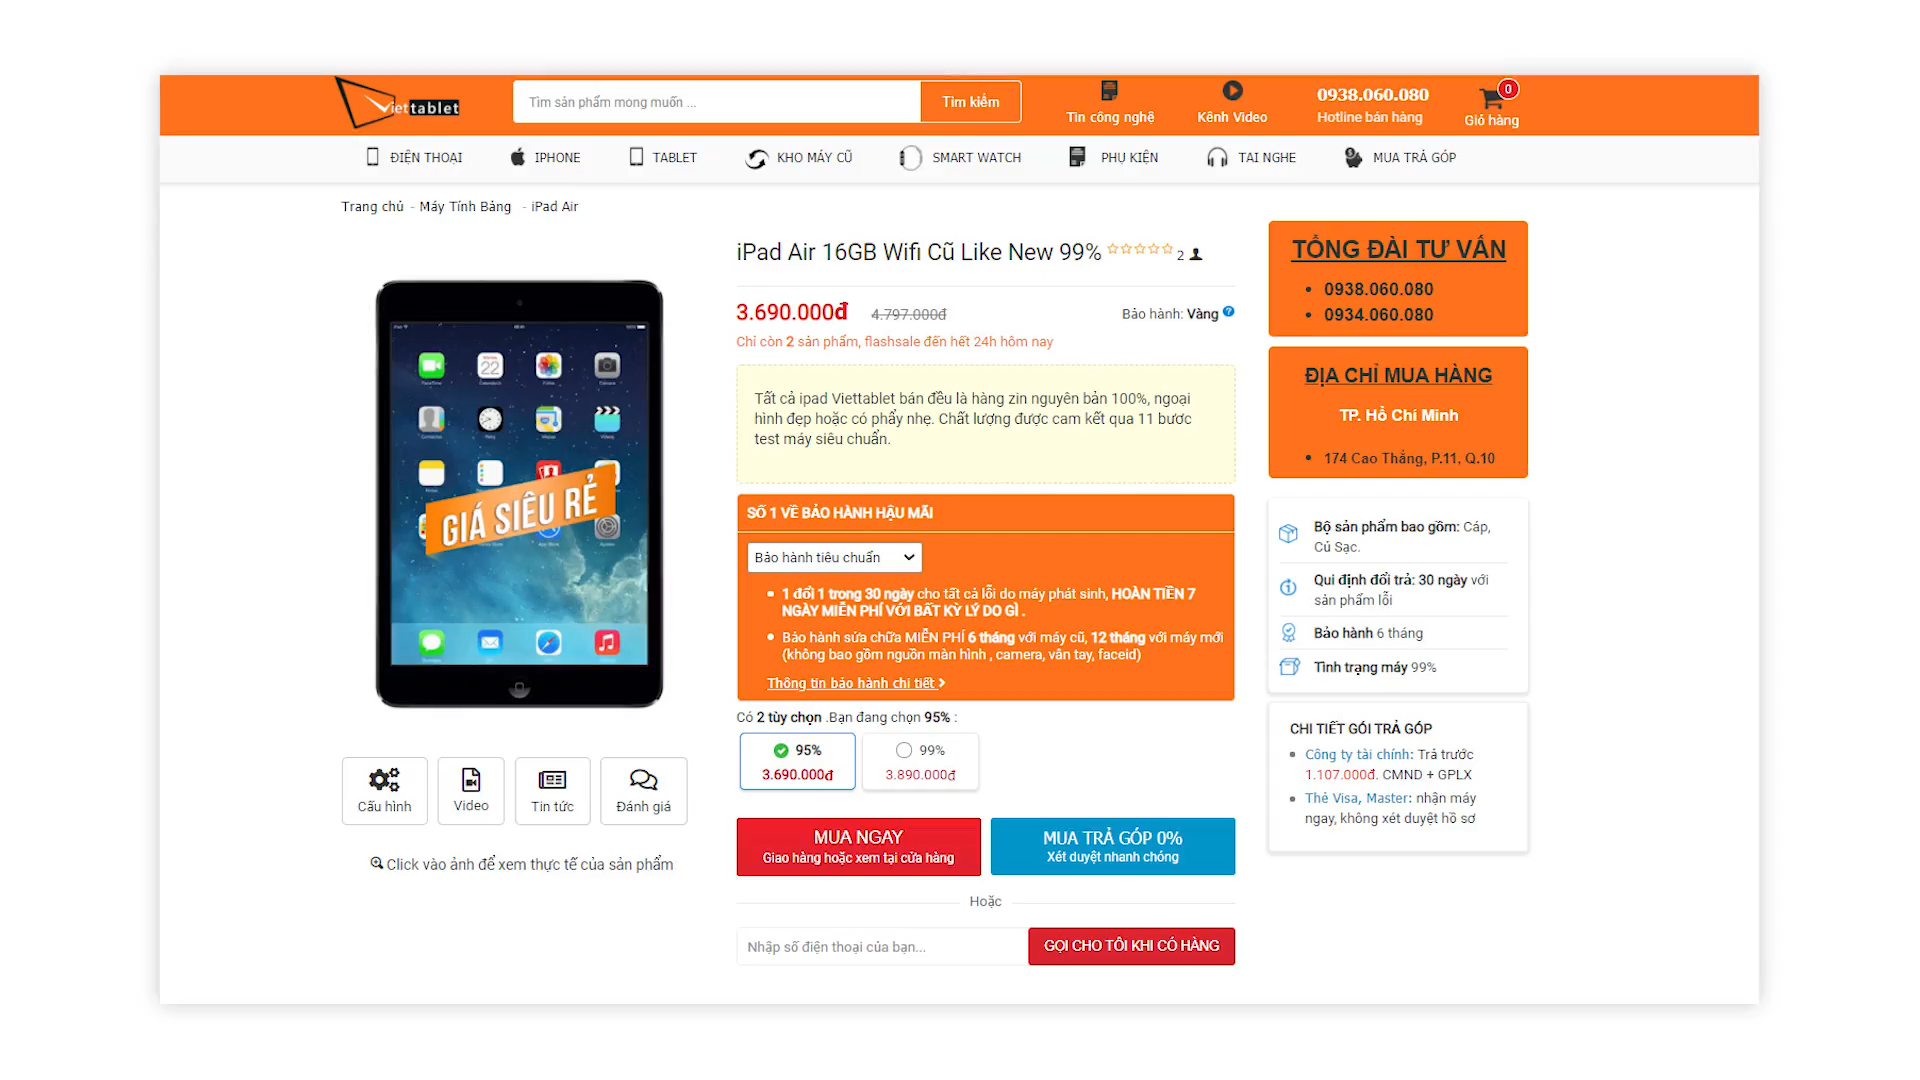 Viettablet
Tìm sản phẩm mong muốn ...
Tìm kiếm
Tin công nghệ
Kênh Video
0938.060.080
Hotline bán hàng
0
Giỏ hàng
ĐIỆN THOẠI
IPHONE
TABLET
KHO MÁY CŨ
SMART WATCH
PHỤ KIỆN
TAI NGHE
MUA TRẢ GÓP
Trang chủ - Máy Tính Bảng - iPad Air
GIÁ SIÊU RẺ
Cấu hình
Video
Tin tức
Đánh giá
Click vào ảnh để xem thực tế của sản phẩm
iPad Air 16GB Wifi Cũ Like New 99% 2
3.690.000đ 4.797.000đ
Bảo hành: Vàng
Chỉ còn 2 sản phẩm, flashsale đến hết 24h hôm nay
Tất cả ipad Viettablet bán đều là hàng zin nguyên bản 100%, ngoại
hình đẹp hoặc có phẩy nhẹ. Chất lượng được cam kết qua 11 bước
test máy siêu chuẩn.
SỐ 1 VỀ BẢO HÀNH HẬU MÃI
Bảo hành tiêu chuẩn
1 đổi 1 trong 30 ngày cho tất cả lỗi do máy phát sinh, HOÀN TIỀN 7
NGÀY MIỄN PHÍ VỚI BẤT KỲ LÝ DO GÌ .
Bảo hành sửa chữa MIỄN PHÍ 6 tháng với máy cũ, 12 tháng với máy mới
(không bao gồm nguồn màn hình , camera, vân tay, faceid)
Thông tin bảo hành chi tiết
Có 2 tùy chọn .Bạn đang chọn 95% :
95%
3.690.000đ
99%
3.890.000đ
MUA NGAY
Giao hàng hoặc xem tại cửa hàng
MUA TRẢ GÓP 0%
Xét duyệt nhanh chóng
Hoặc
Nhập số điện thoại của bạn...
GỌI CHO TÔI KHI CÓ HÀNG
TỔNG ĐÀI TƯ VẤN
0938.060.080
0934.060.080
ĐỊA CHỈ MUA HÀNG
TP. Hồ Chí Minh
174 Cao Thắng, P.11, Q.10
Bộ sản phẩm bao gồm: Cáp,
Củ Sạc.
Qui định đổi trả: 30 ngày với
sản phẩm lỗi
Bảo hành 6 tháng
Tình trạng máy 99%
CHI TIẾT GÓI TRẢ GÓP
Công ty tài chính: Trả trước
1.107.000đ. CMND + GPLX
Thẻ Visa, Master: nhận máy
ngay, không xét duyệt hồ sơ